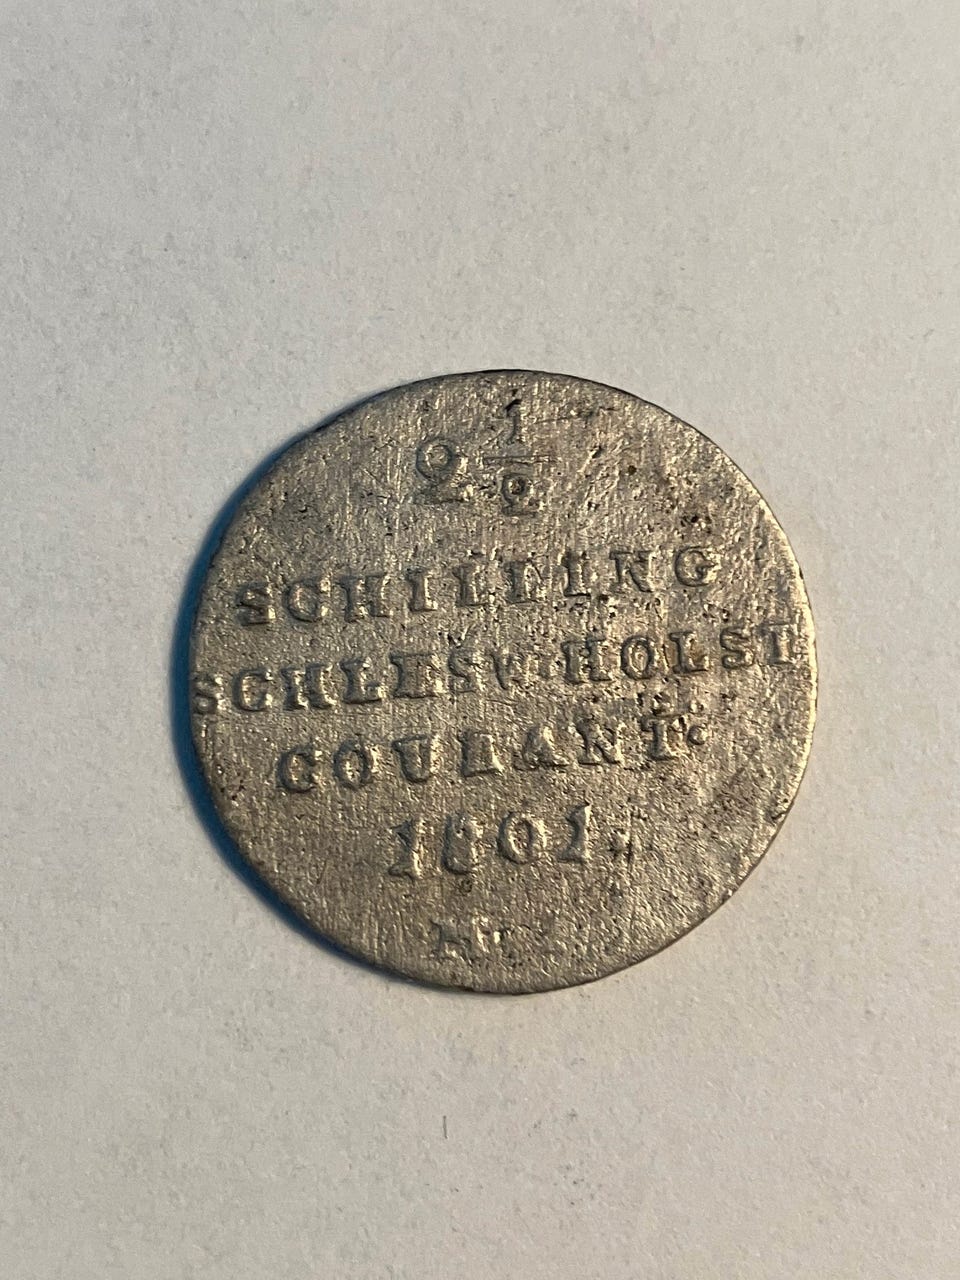 2 1/2
SCHILLING
SCHLESW·HOLST
COURANT.
1801.